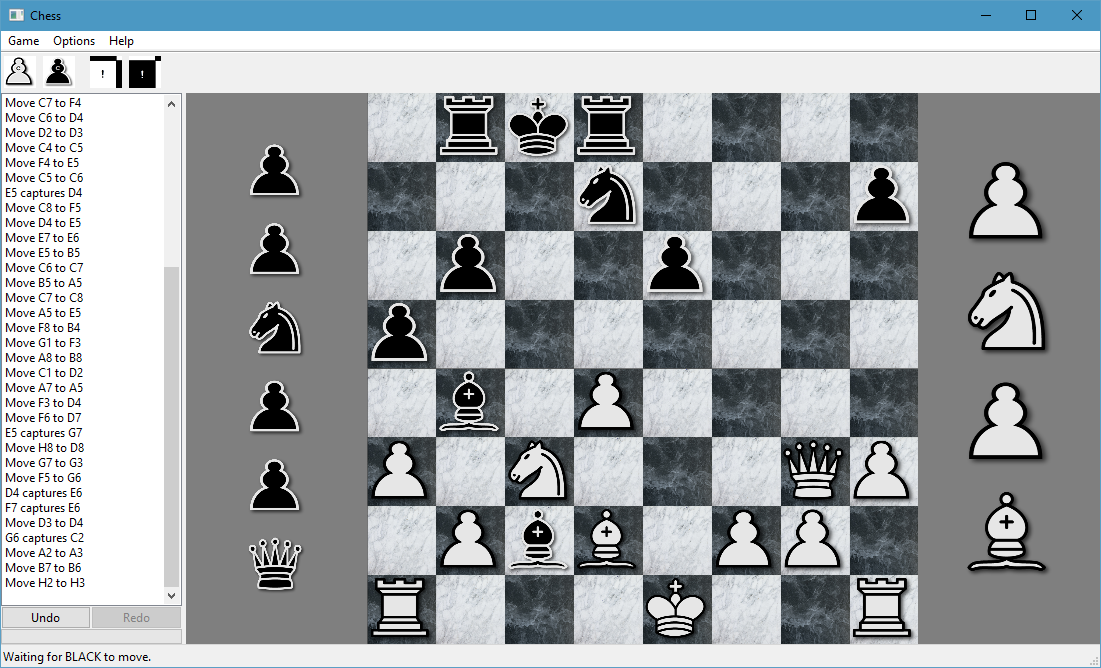 Chess
Game Options Help
C C ! !
Move C7 to F4
Move C6 to D4
Move D2 to D3
Move C4 to C5
Move F4 to E5
Move C5 to C6
E5 captures D4
Move C8 to F5
Move D4 to E5
Move E7 to E6
Move E5 to B5
Move C6 to C7
Move B5 to A5
Move C7 to C8
Move A5 to E5
Move F8 to B4
Move G1 to F3
Move A8 to B8
Move C1 to D2
Move A7 to A5
Move F3 to D4
Move F6 to D7
E5 captures G7
Move H8 to D8
Move G7 to G3
Move F5 to G6
D4 captures E6
F7 captures E6
Move D3 to D4
G6 captures C2
Move A2 to A3
Move B7 to B6
Move H2 to H3
Undo Redo
Waiting for BLACK to move.